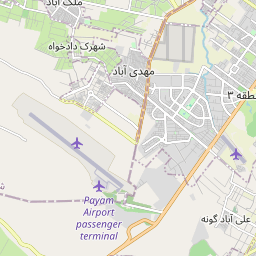 ملک آباد
شهرک دادخواه
مهدی آباد
منطقه ۳
Payam
Airport
passenger
terminal
علی آباد گونه